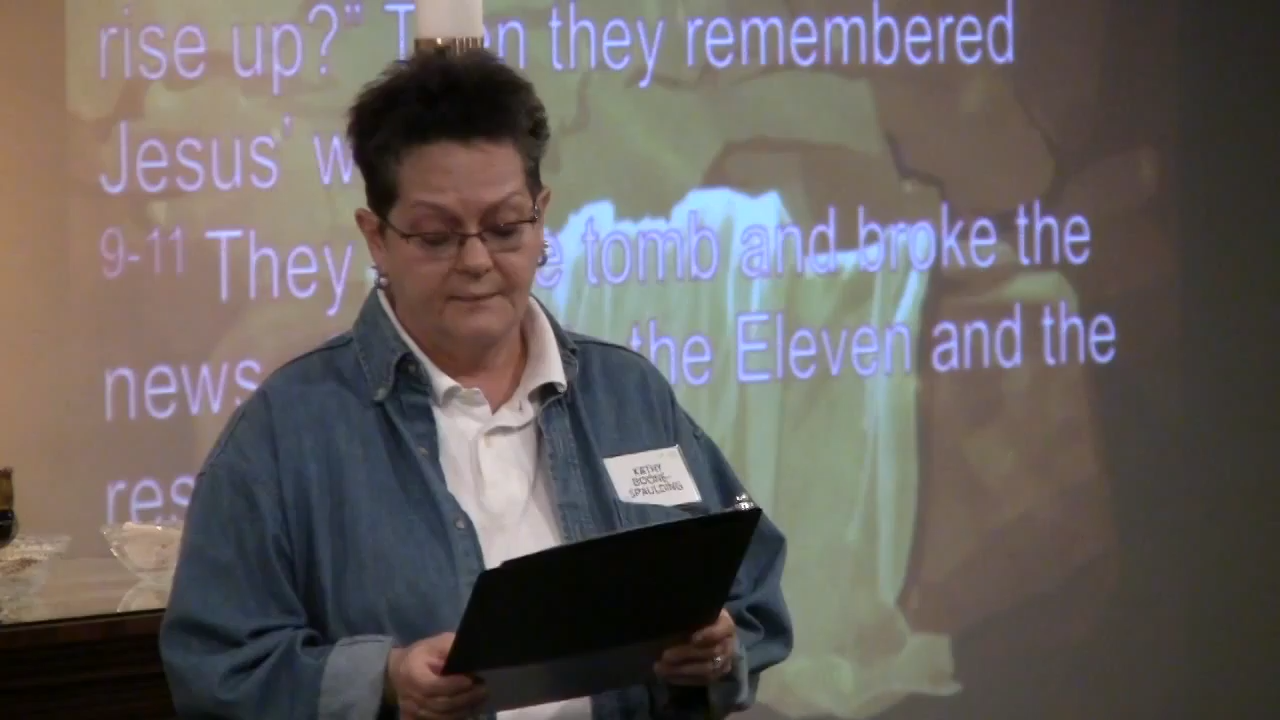 rise up?" Then they remembered
Jesus' w
9-11 They e tomb and broke the
news the Eleven and the
res
KATHY
BOONE-
SPAULDING